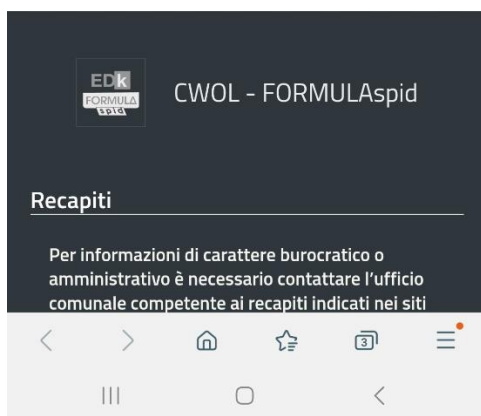 EDk
FORMULA
spid
CWOL - FORMULAspid
Recapiti
Per informazioni di carattere burocratico o
amministrativo è necessario contattare l'ufficio
comunale competente ai recapiti indicati nei siti
3